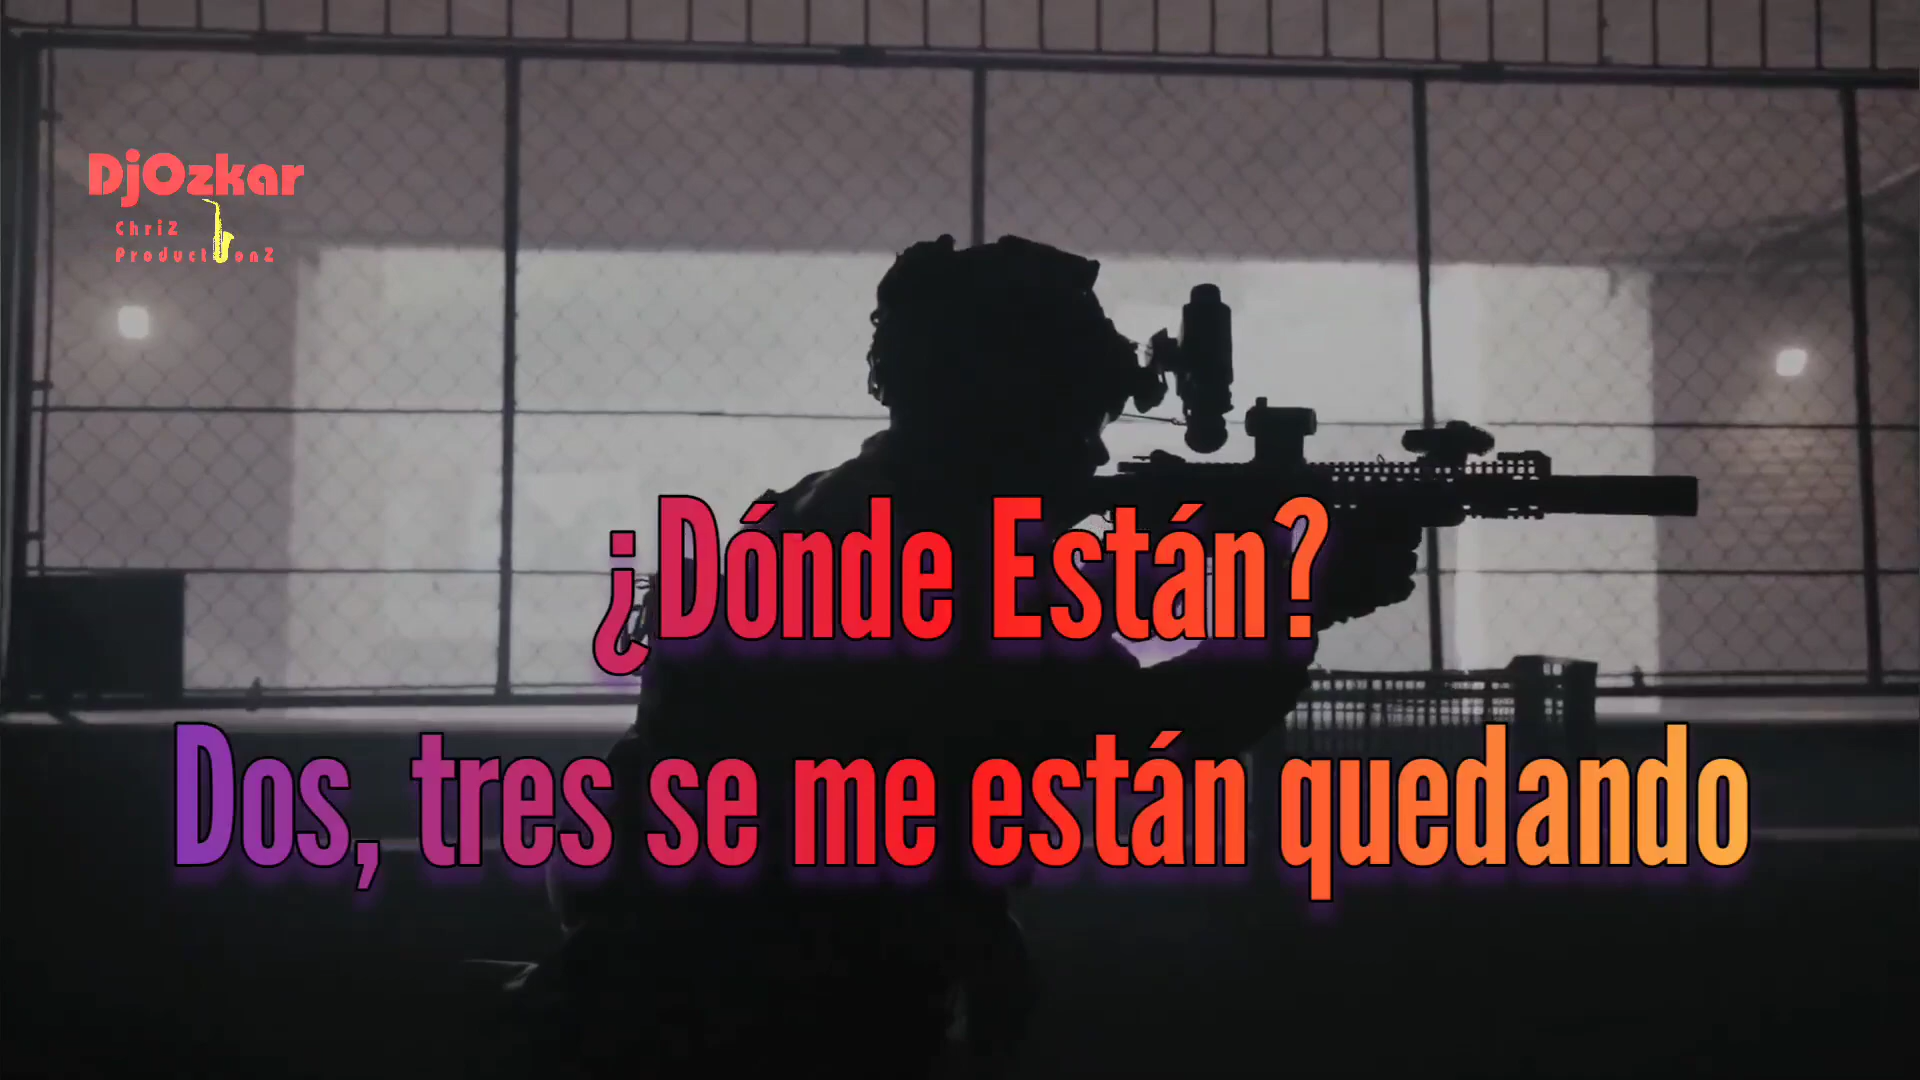 DjOzkar
ChriZ
ProductionZ
¿Dónde Están?
Dos, tres se me están quedando